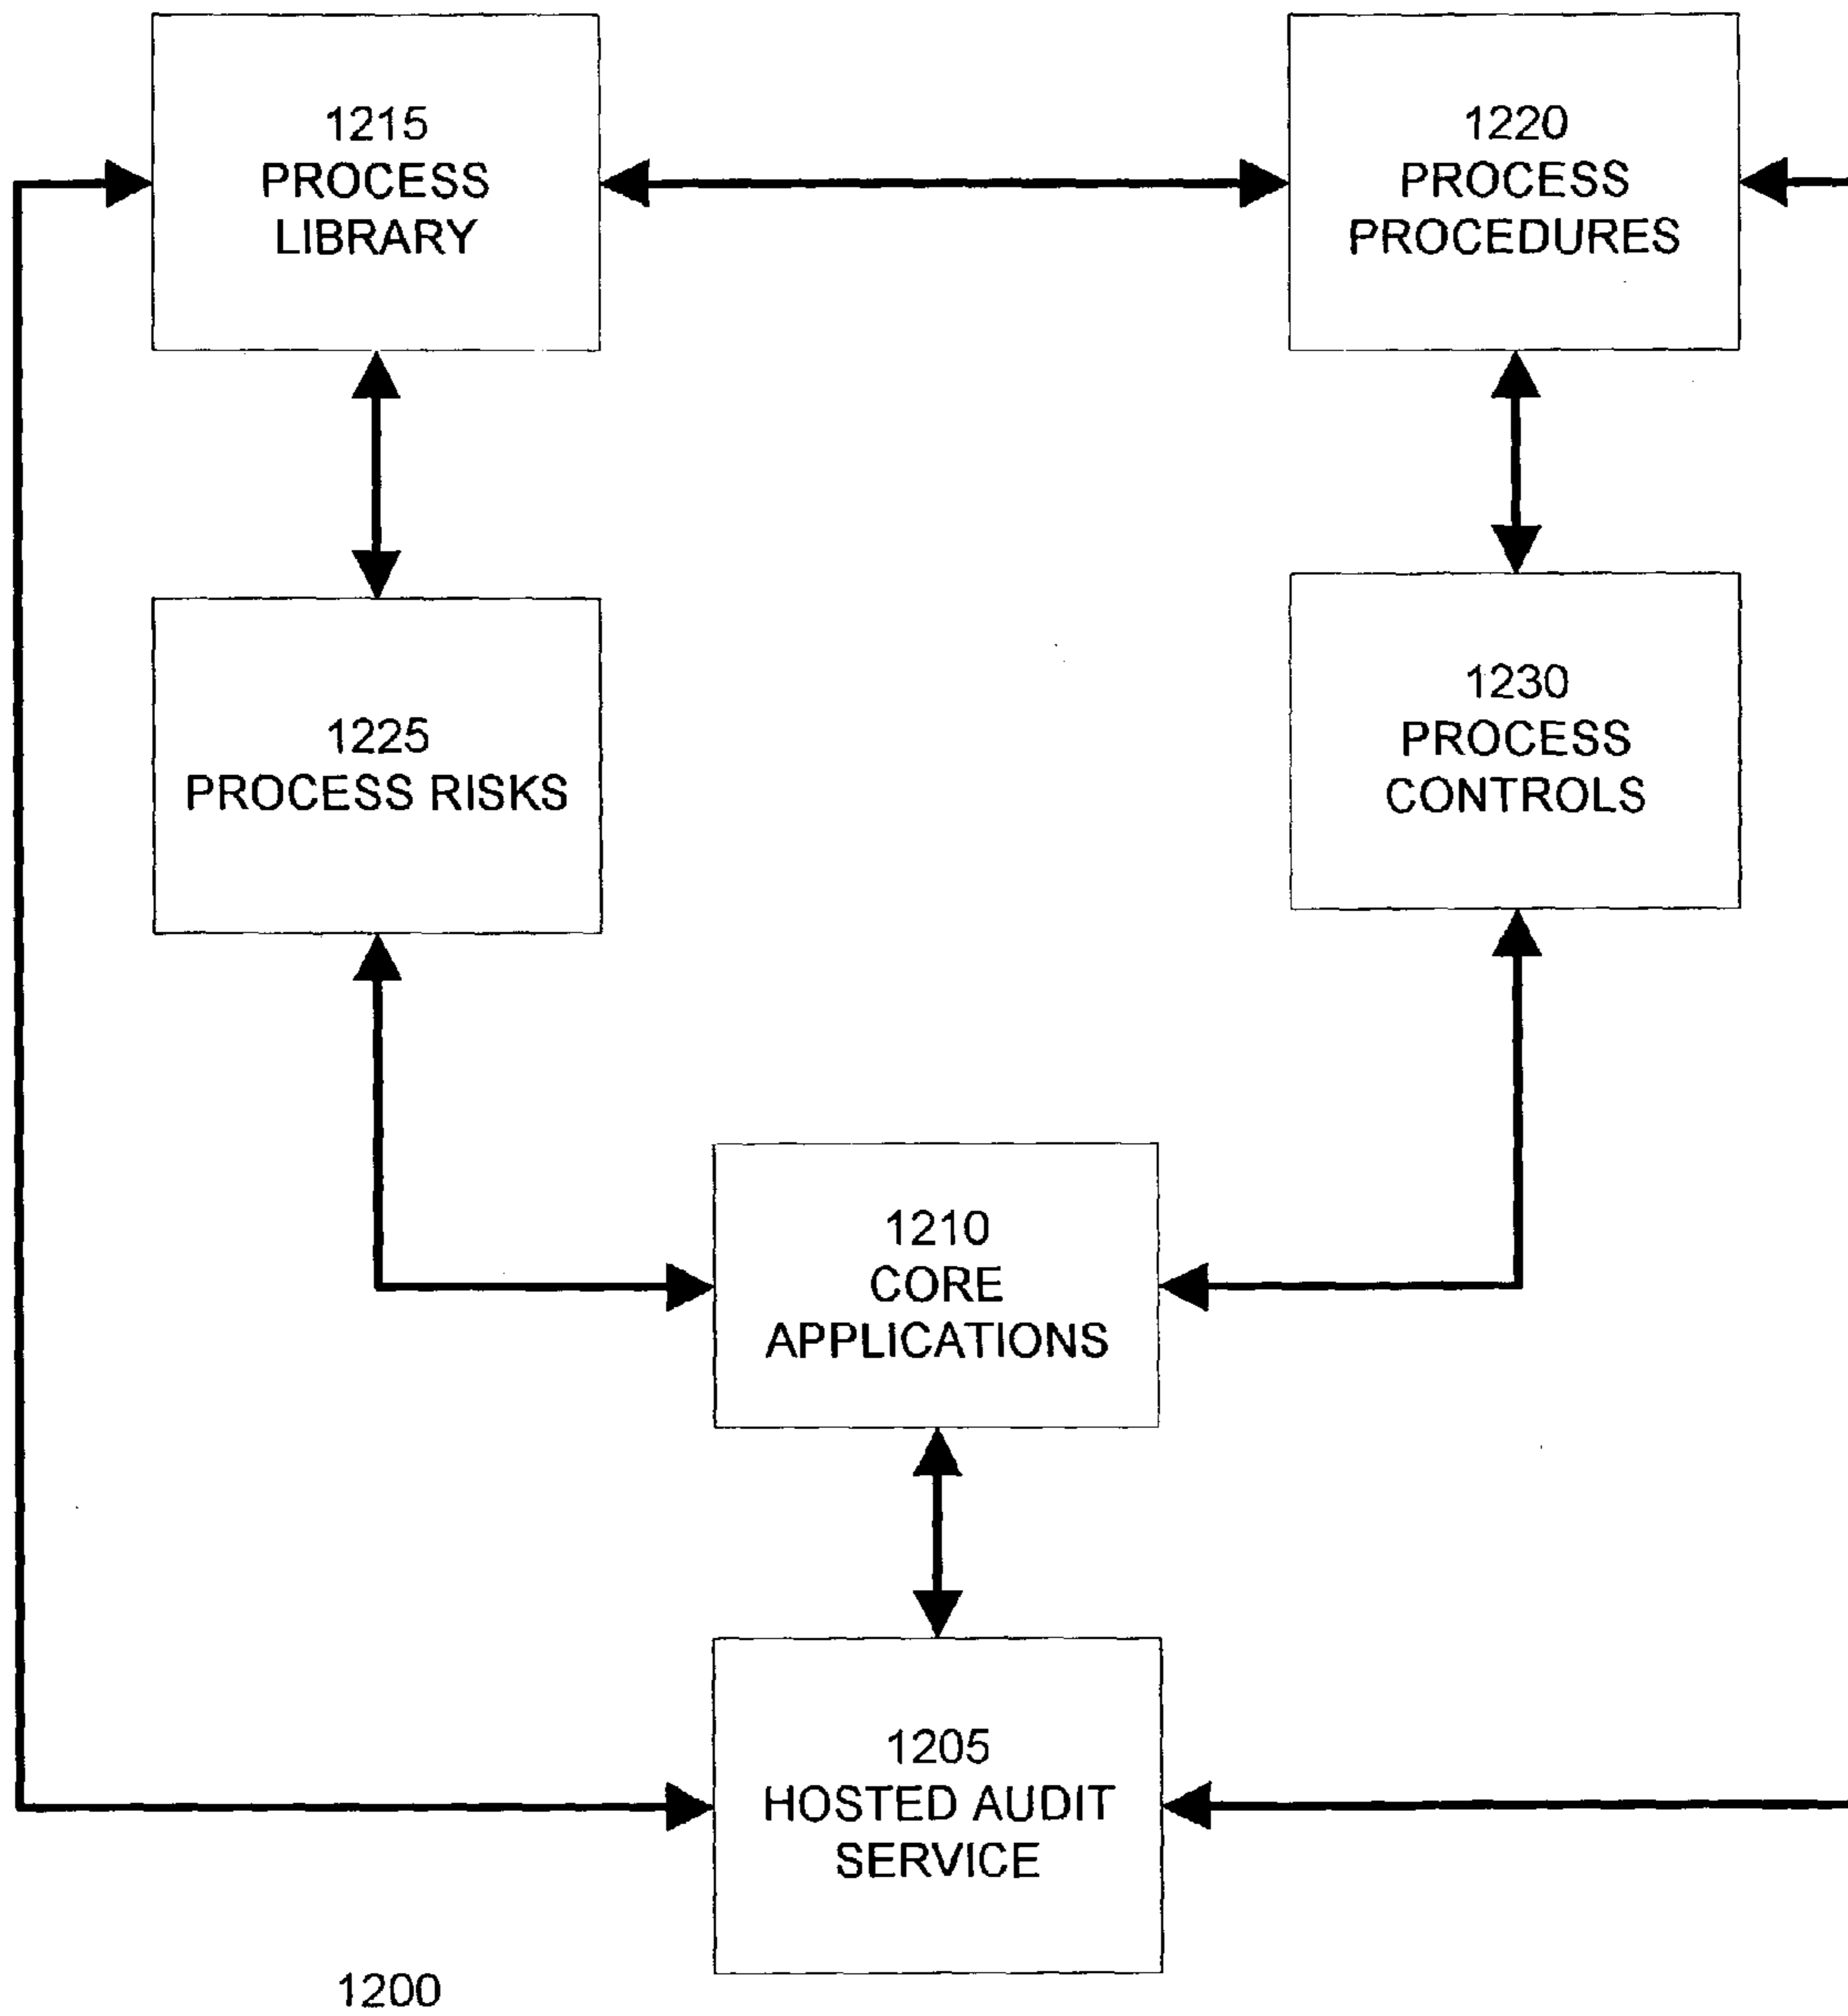 1215
PROCESS
LIBRARY
1220
PROCESS
PROCEDURES
1225
PROCESS RISKS
1230
PROCESS
CONTROLS
1210
CORE
APPLICATIONS
1205
HOSTED AUDIT
SERVICE
1200